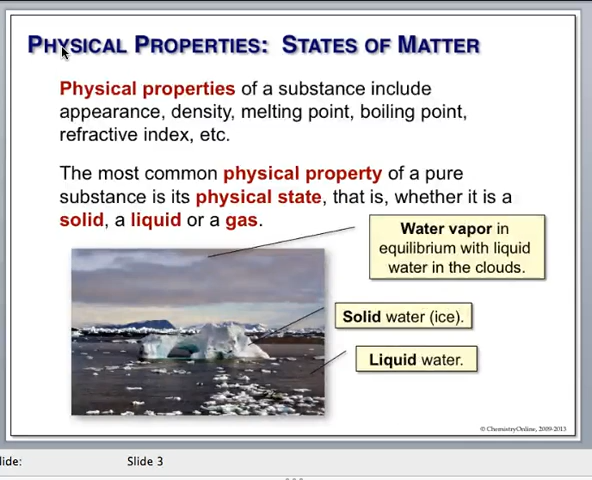 PHYSICAL PROPERTIES: STATES OF MATTER
Physical properties of a substance include
appearance, density, melting point, boiling point,
refractive index, etc.
The most common physical property of a pure
substance is its physical state, that is, whether it is a
solid, a liquid or a gas.
Water vapor in
equilibrium with liquid
water in the clouds.
Solid water (ice).
Liquid water.
© ChemistryOnline, 2009-2013
lide:
Slide 3